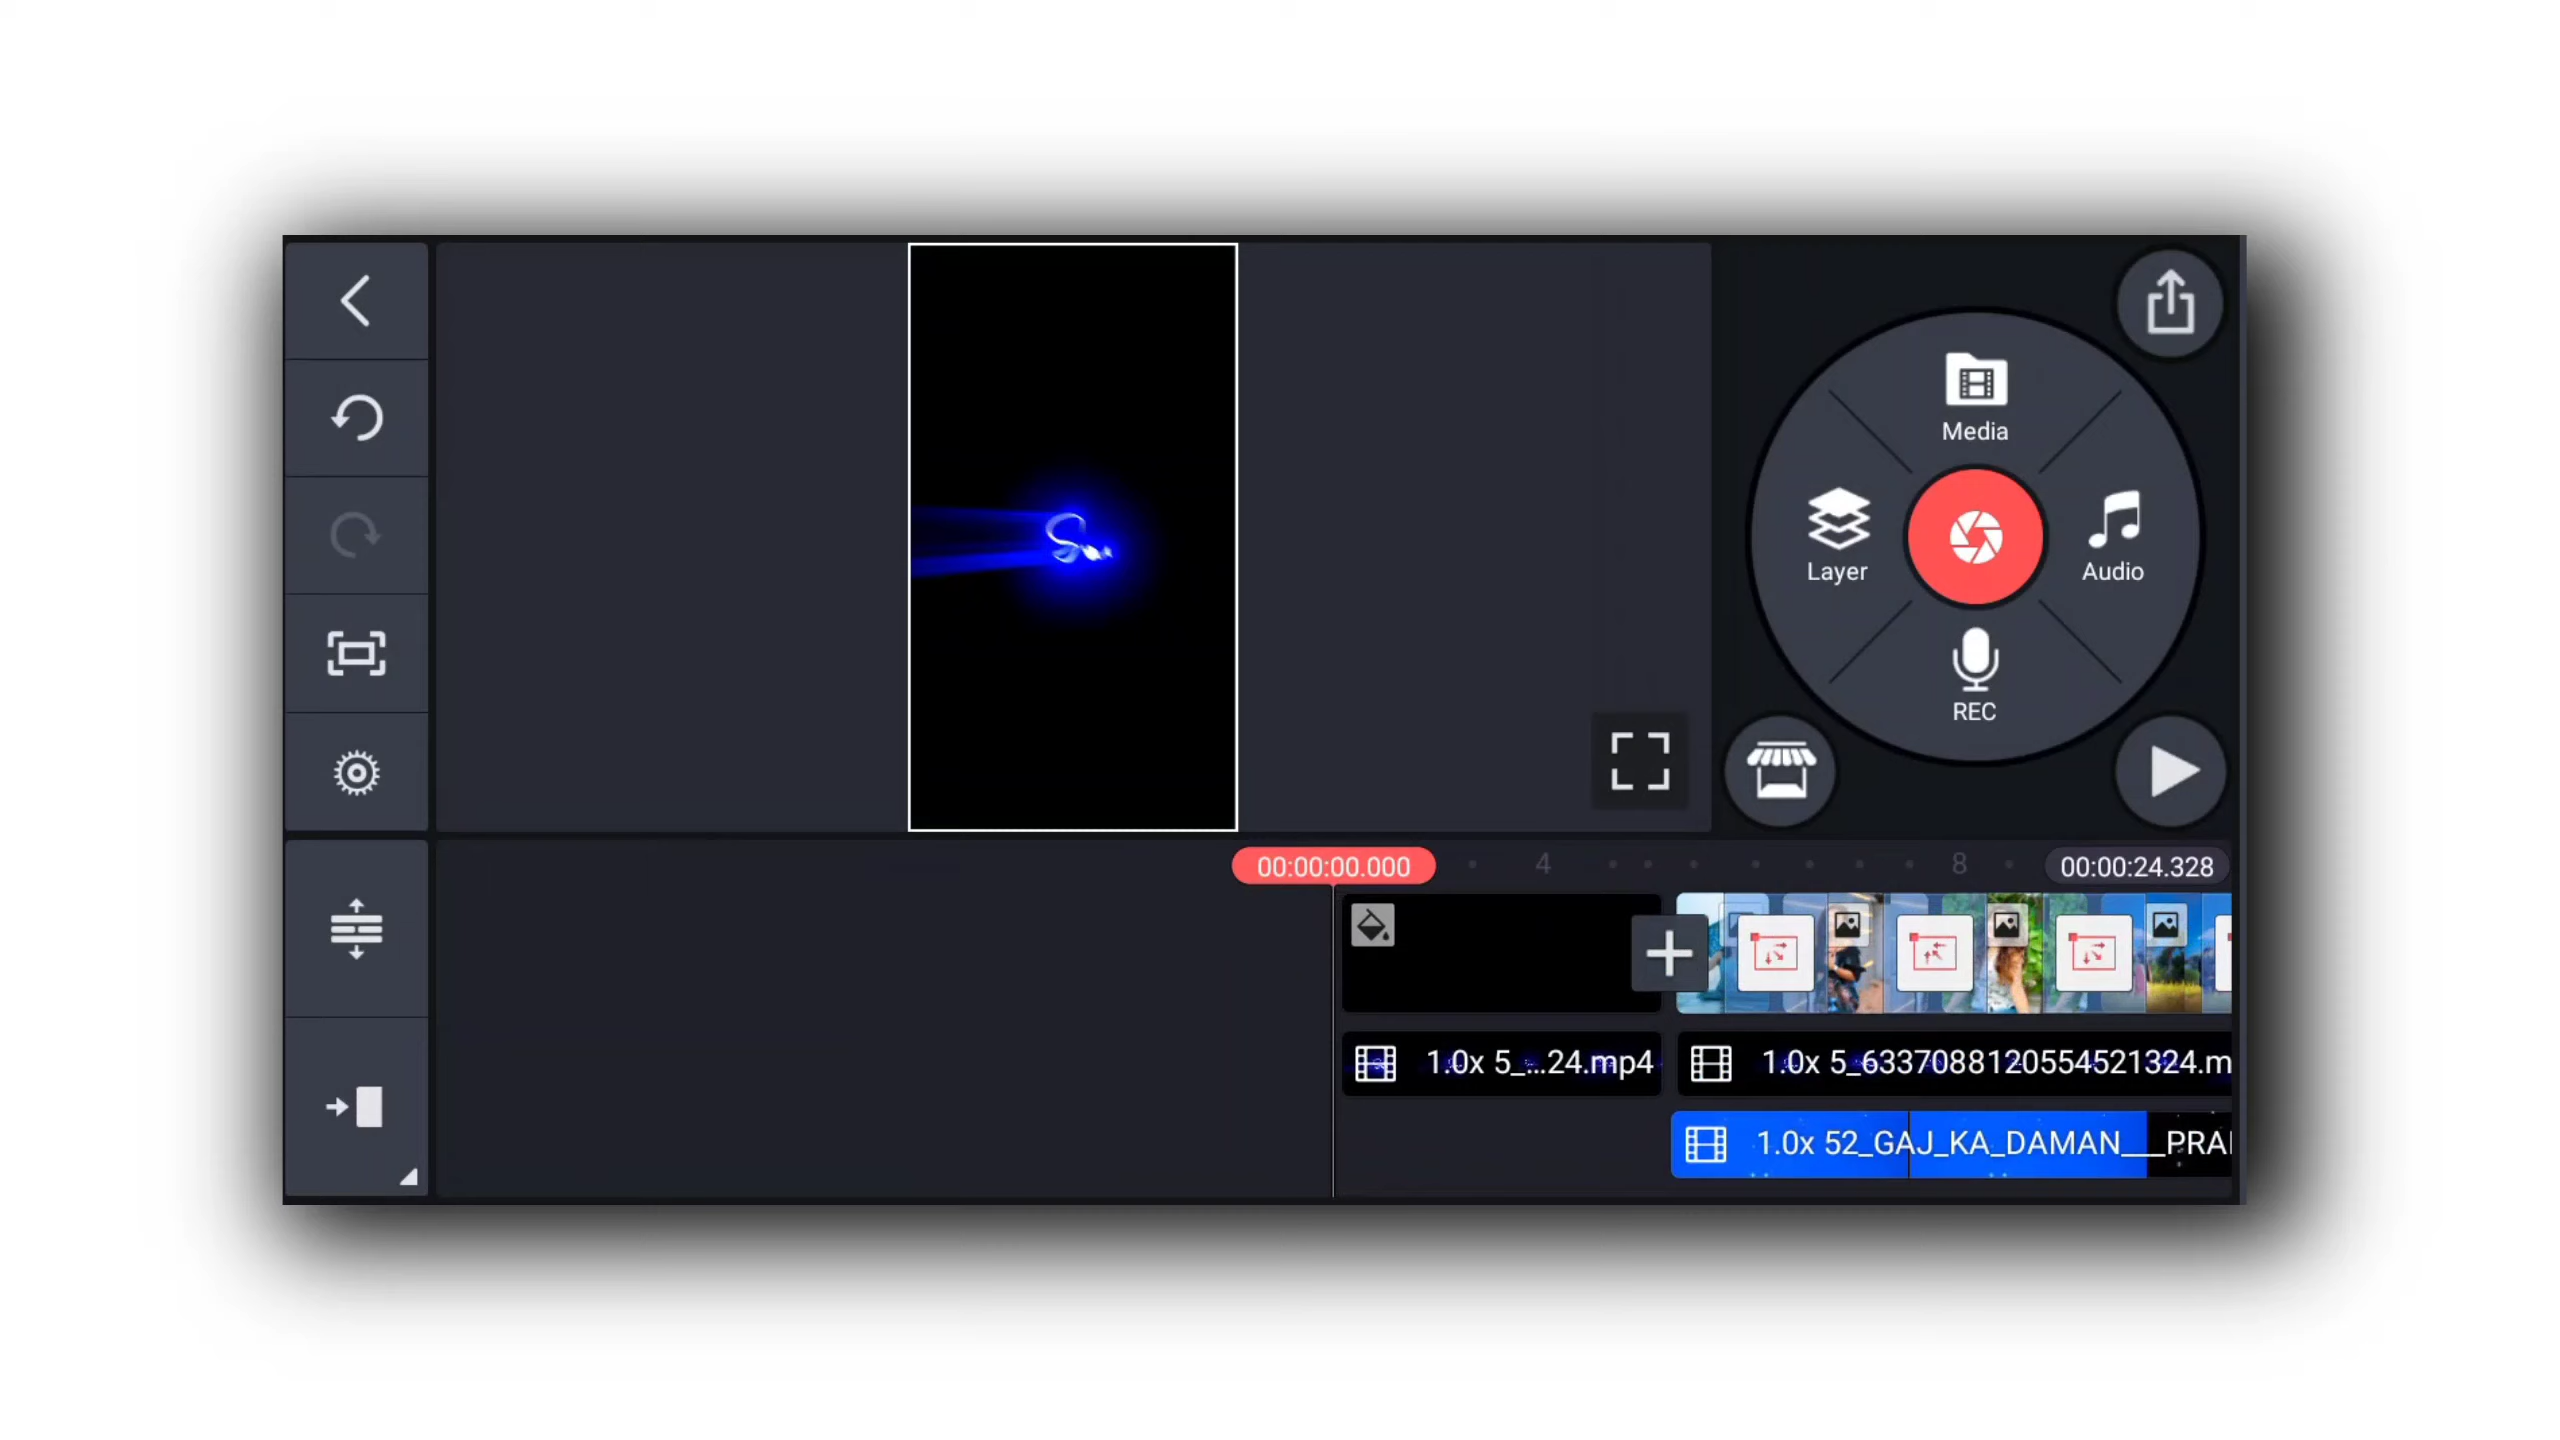 Media
Layer
Audio
REC
00:00:00.000
4
8
00:00:24.328
1.0x 5_...24.mp4
1.0x 5_6337088120554521324.m
1.0x 52_GAJ_KA_DAMAN___PRA